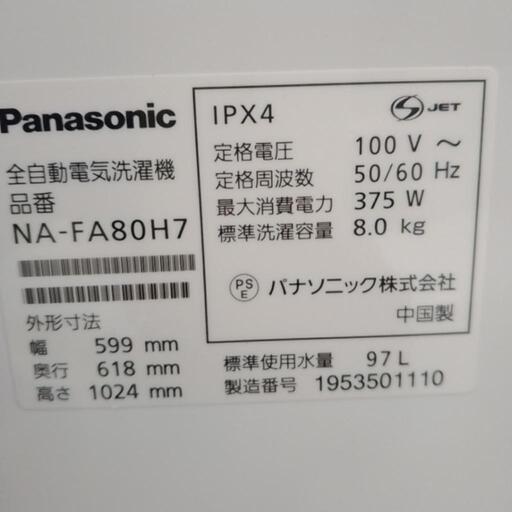 Panasonic
全自動電気洗濯機
品番
NA-FA80H7
外形寸法
幅 599 mm
奥行 618 mm
高さ 1024 mm
IPX4
S JET
定格電圧 100 V ～
定格周波数 50/60 Hz
最大消費電力 375 W
標準洗濯容量 8.0 kg
PS E パナソニック株式会社
中国製
標準使用水量 97 L
製造番号 1953501110